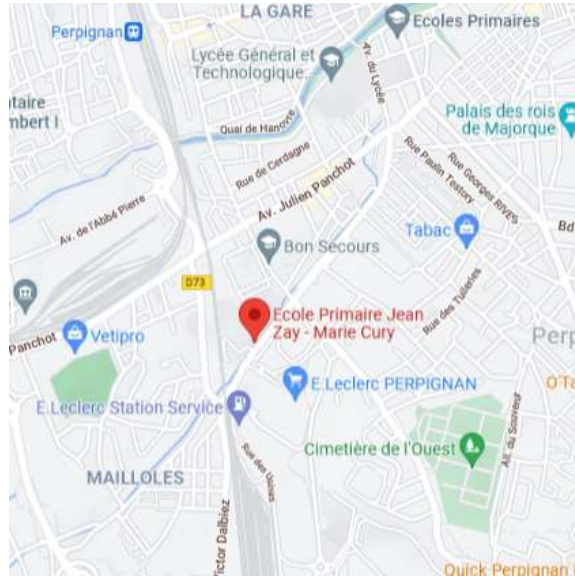 LA GARE
Perpignan
Ecoles Primaires
Lycée Général et
Technologique...
Av. du Lycée
taire
mbert I
Palais des rois
de Majorque
Quai de Hanovre
Rue de Cerdagne
Rue Paulin Testory
Rue Georges RIVES
Av. Julien Panchot
Av. de l'Abbé Pierre
Tabac
Bd
Bon Secours
D73
Rue des Tuileries
Ecole Primaire Jean
Zay - Marie Cury
Panchot
Vetipro
Perp
E.Leclerc PERPIGNAN
O'Ta
E.Leclerc Station Service
All. du Souvenir
Cimetière de l'Ouest
Rue des Usines
MAILLOLES
Victor Dalbiez
Quick Perpignan